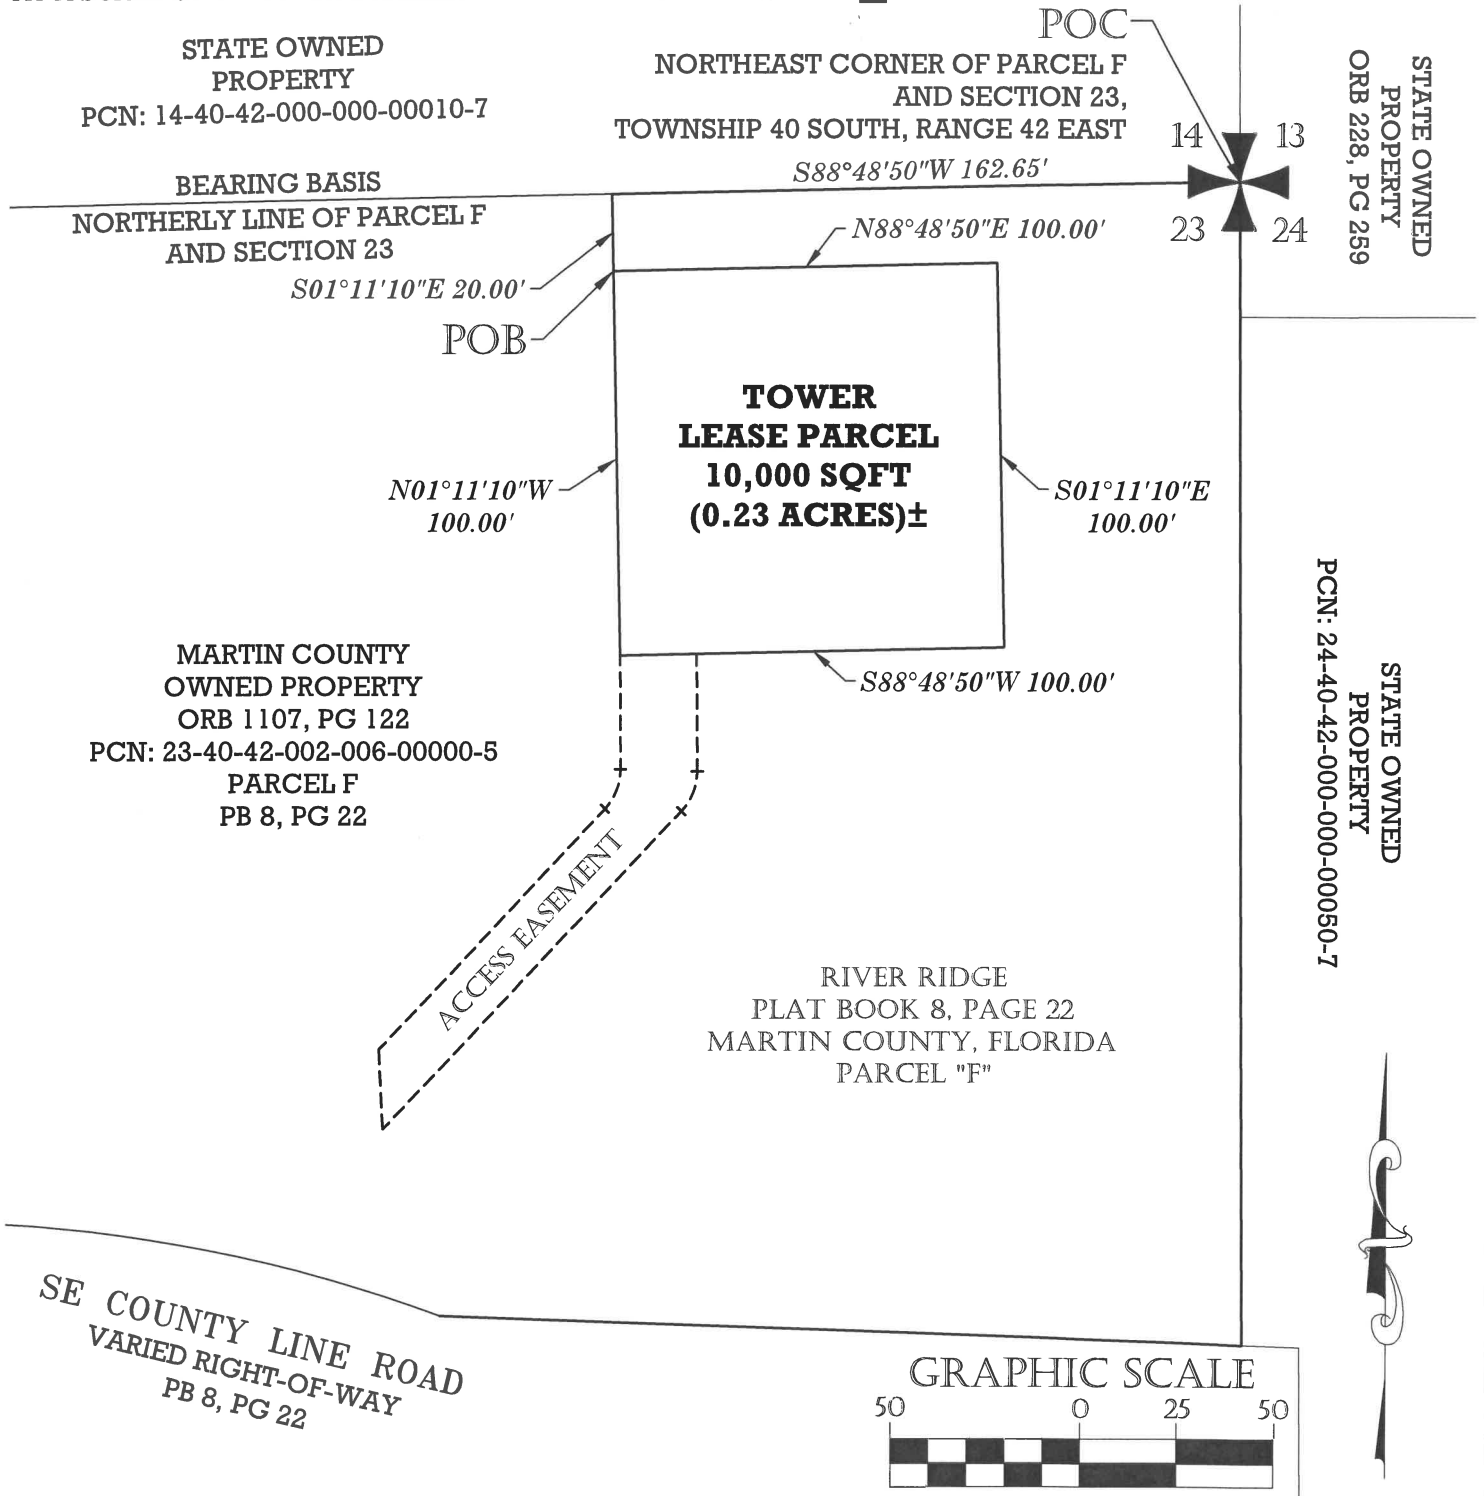 STATE OWNED
PROPERTY
PCN: 14-40-42-000-000-00010-7
POC
NORTHEAST CORNER OF PARCEL F
AND SECTION 23,
TOWNSHIP 40 SOUTH, RANGE 42 EAST
S88°48'50"W 162.65'
14
13
23
24
STATE OWNED
PROPERTY
ORB 228, PG 259
BEARING BASIS
NORTHERLY LINE OF PARCEL F
AND SECTION 23
N88°48'50"E 100.00'
S01°11'10"E 20.00'
POB
TOWER
LEASE PARCEL
10,000 SQFT
(0.23 ACRES)±
N01°11'10"W
100.00'
S01°11'10"E
100.00'
S88°48'50"W 100.00'
MARTIN COUNTY
OWNED PROPERTY
ORB 1107, PG 122
PCN: 23-40-42-002-006-00000-5
PARCEL F
PB 8, PG 22
STATE OWNED
PROPERTY
PCN: 24-40-42-000-000-00050-7
ACCESS EASEMENT
RIVER RIDGE
PLAT BOOK 8, PAGE 22
MARTIN COUNTY, FLORIDA
PARCEL "F"
SE COUNTY LINE ROAD
VARIED RIGHT-OF-WAY
PB 8, PG 22
GRAPHIC SCALE
50 0 25 50